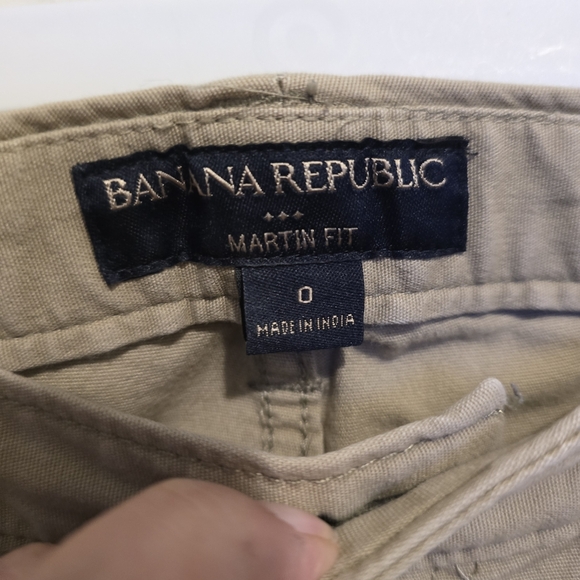 BANANA REPUBLIC
MARTIN FIT
0
MADE IN INDIA